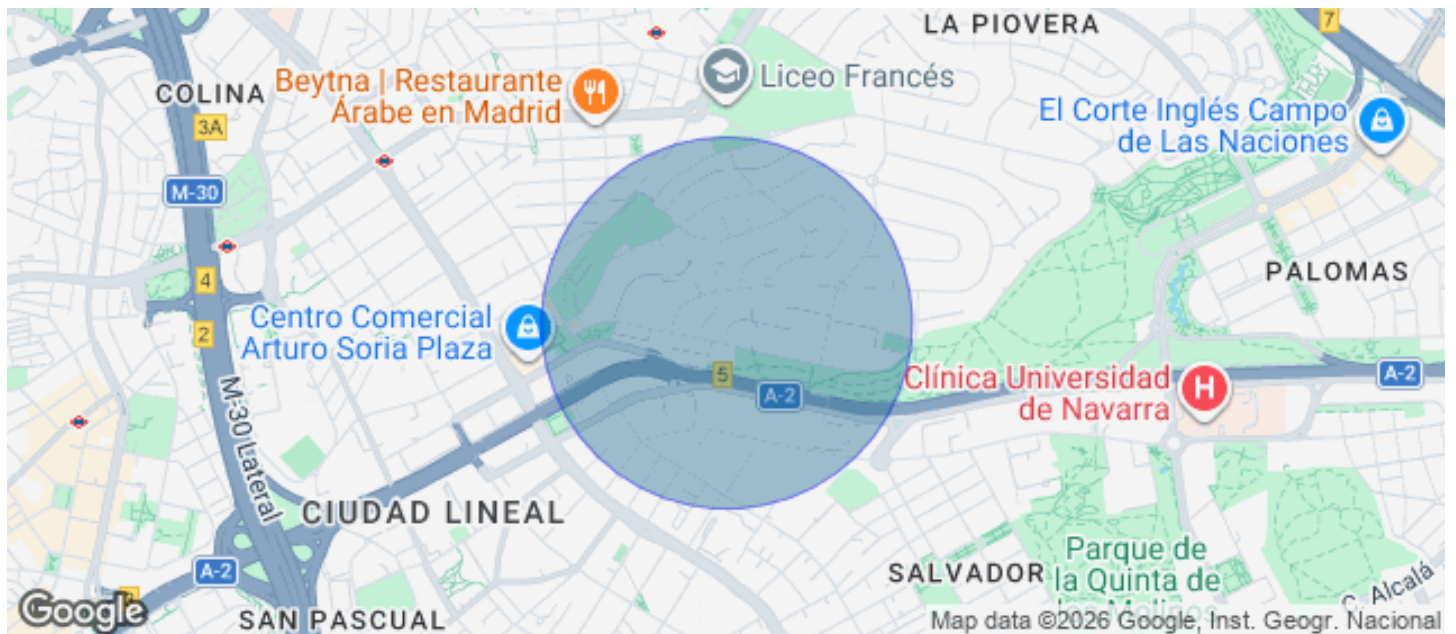 LA PIOVERA
7
COLINA
Beytna | Restaurante
Árabe en Madrid
Liceo Francés
El Corte Inglés Campo
de Las Naciones
3A
M-30
4
2
PALOMAS
Centro Comercial
Arturo Soria Plaza
5
A-2
A-2
Clínica Universidad
de Navarra
M-30 Lateral
CIUDAD LINEAL
A-2
SALVADOR
Parque de
la Quinta de
los Molinos
C. Alcalá
SAN PASCUAL
Google
Map data ©2026 Google, Inst. Geogr. Nacional